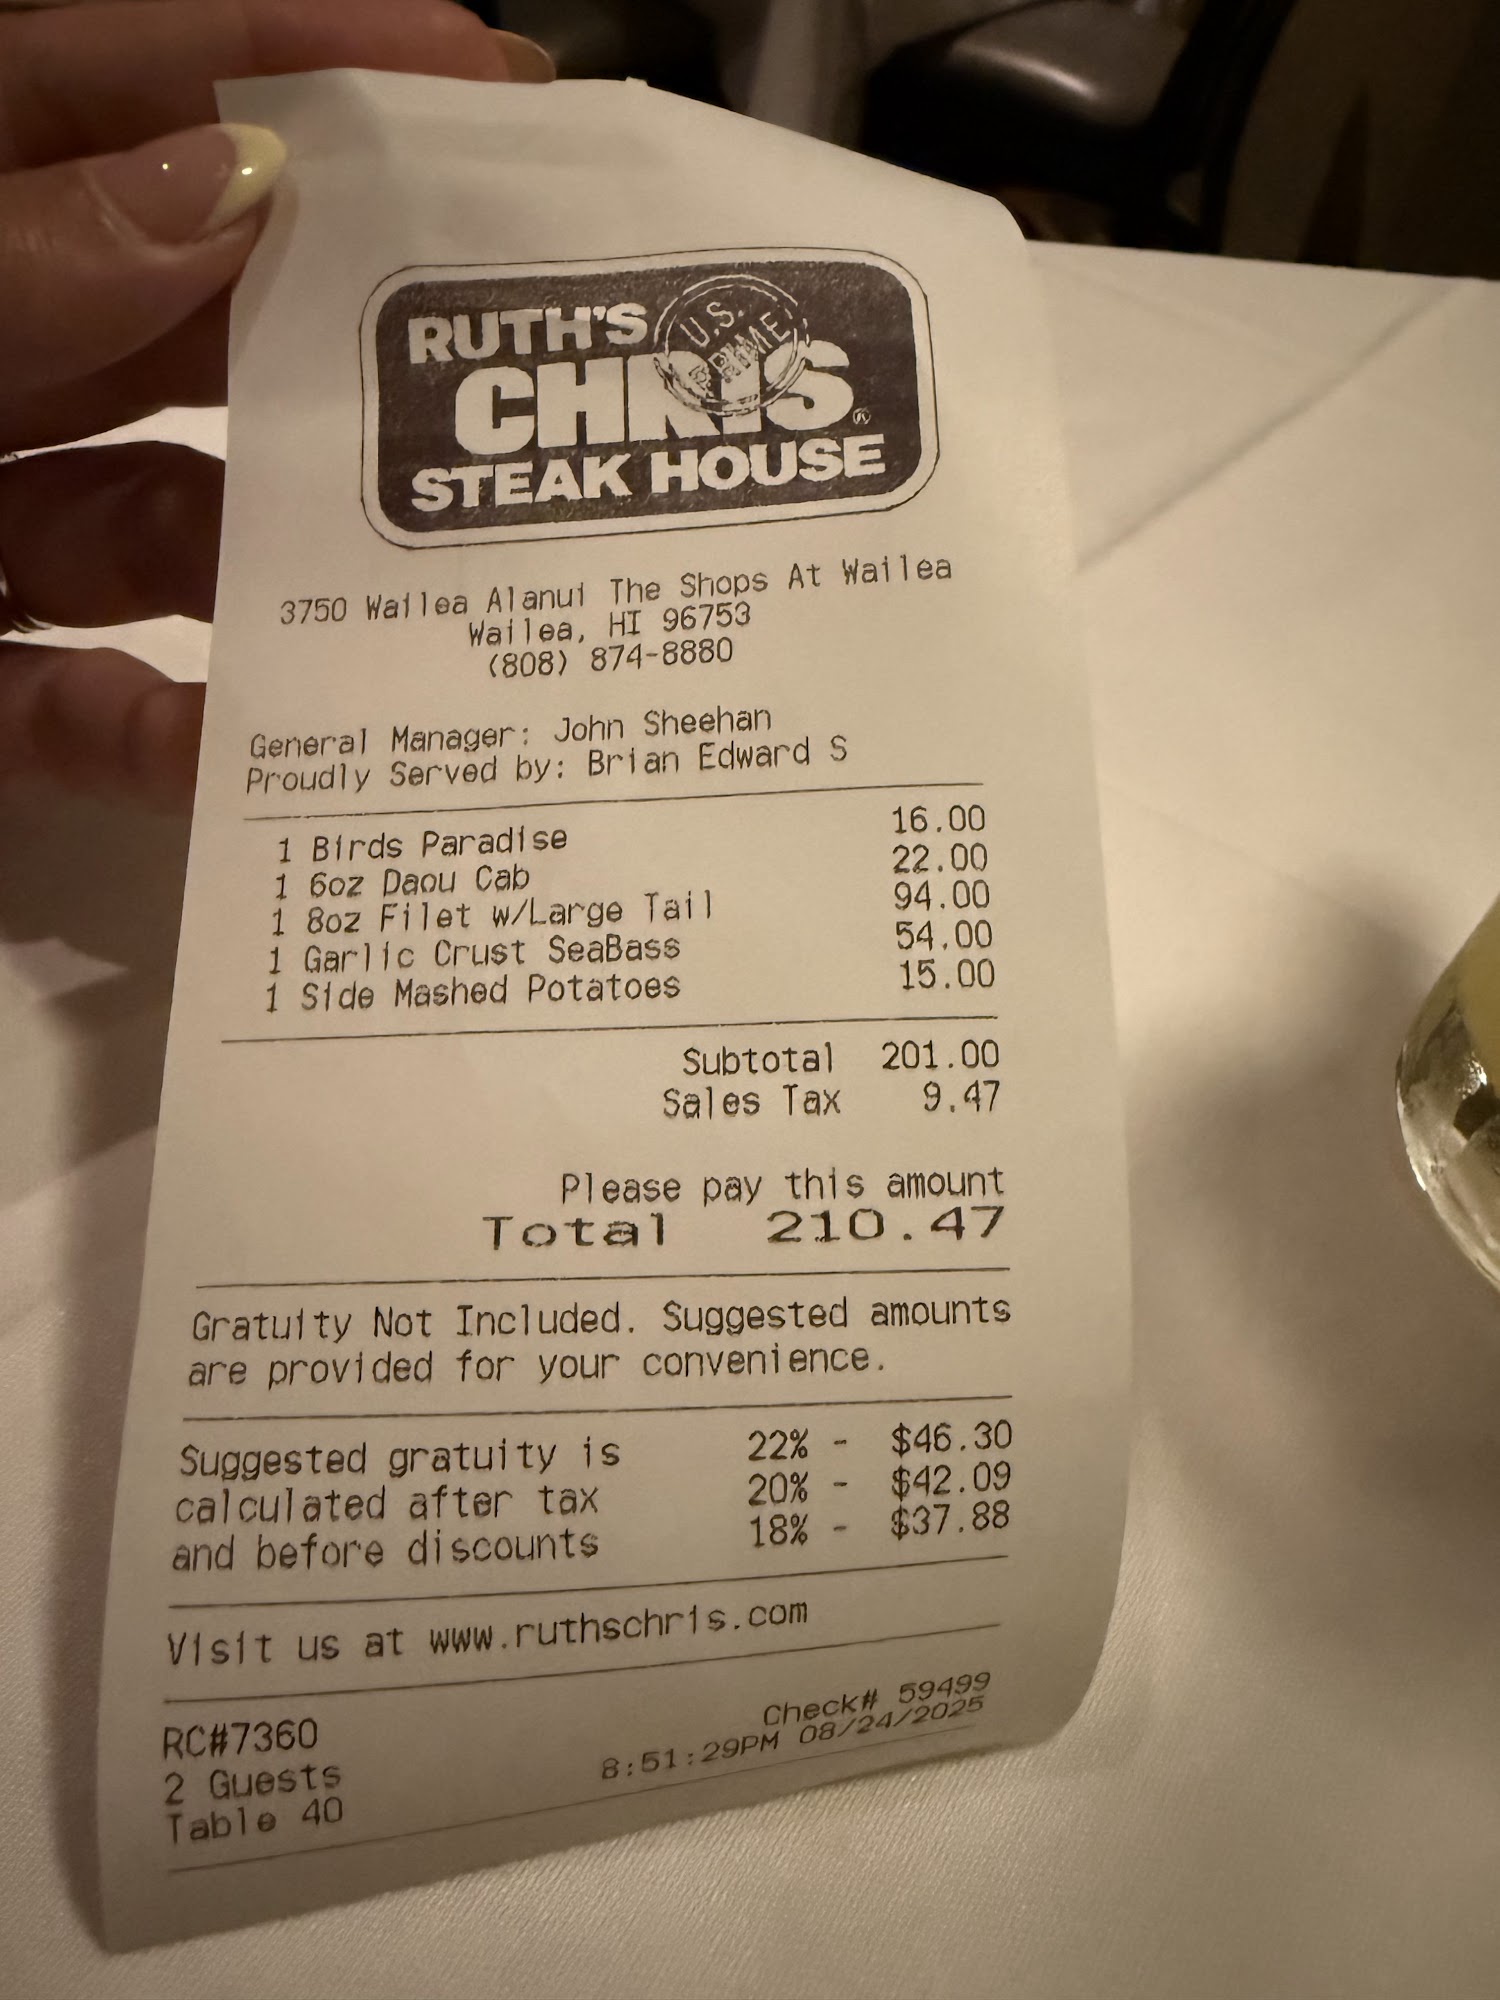 RUTH'S
U.S. PRIME
CHRIS
STEAK HOUSE
3750 Wailea Alanui The Shops At Wailea
Wailea, HI 96753
(808) 874-8880
General Manager: John Sheehan
Proudly Served by: Brian Edward S
1 Birds Paradise 16.00
1 6oz Daou Cab 22.00
1 8oz Filet w/Large Tail 94.00
1 Garlic Crust SeaBass 54.00
1 Side Mashed Potatoes 15.00
Subtotal 201.00
Sales Tax 9.47
Please pay this amount
Total 210.47
Gratuity Not Included. Suggested amounts
are provided for your convenience.
Suggested gratuity is 22% - $46.30
calculated after tax 20% - $42.09
and before discounts 18% - $37.88
Visit us at www.ruthschris.com
RC#7360 Check# 59499
2 Guests 8:51:29PM 08/24/2025
Table 40